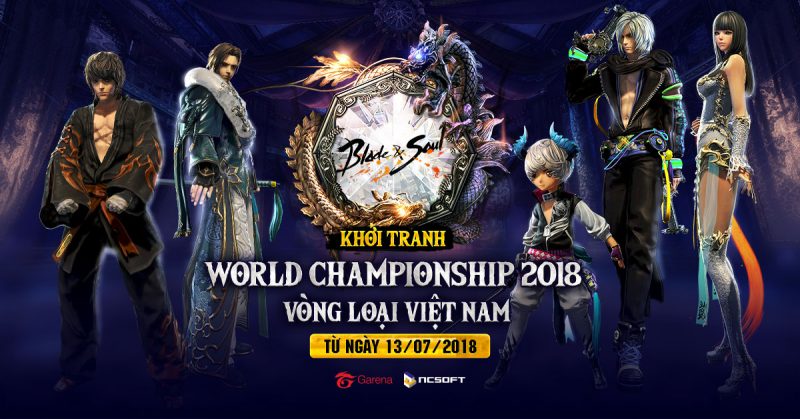 Blade & Soul
KHỞI TRANH
WORLD CHAMPIONSHIP 2018
VÒNG LOẠI VIỆT NAM
TỪ NGÀY 13/07/2018
Garena NCSOFT